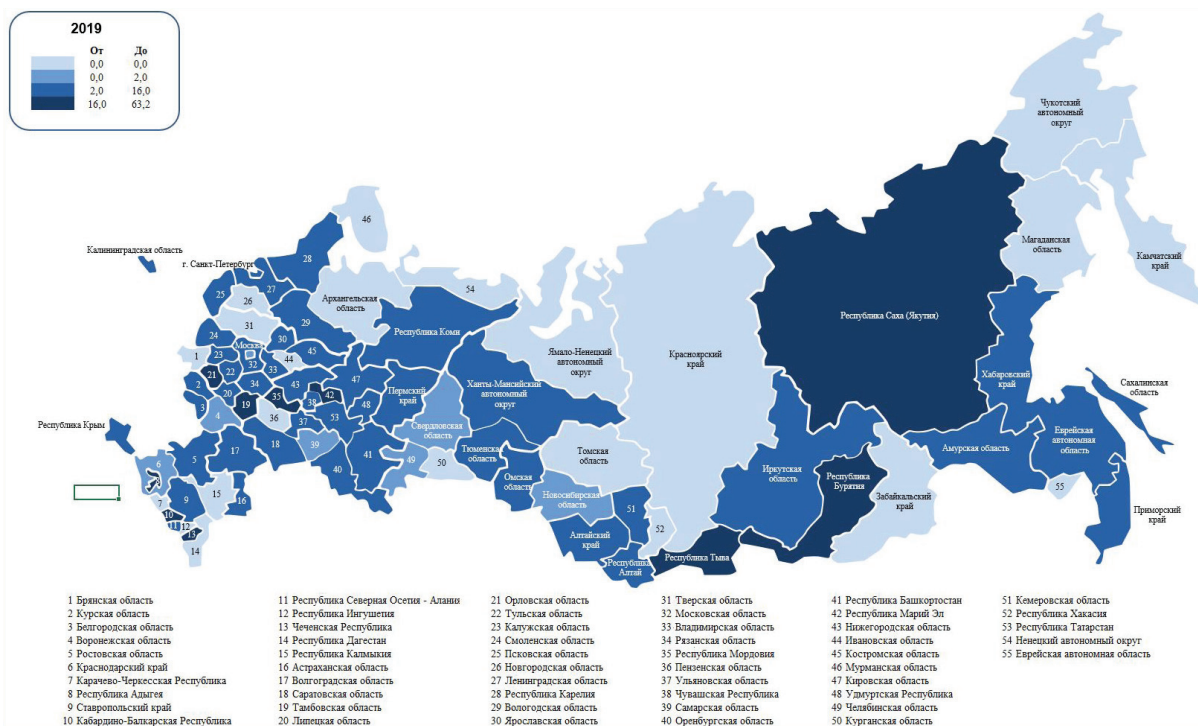 2019
От До
0,0 0,0
0,0 2,0
2,0 16,0
16,0 63,2
Чукотский
автономный
округ
Магаданская
область
Камчатский
край
46
Калининградская область
г. Санкт-Петербург
28
27
25
26
Архангельская
область
54
Республика Саха (Якутия)
31
29
Республика Коми
24
30
Москва
45
1
23
44
Ямало-Ненецкий
автономный
округ
Красноярский
край
32
33
22
21
2
34
43
47
Ханты-Мансийский
автономный
округ
Пермский
край
Хабаровский
край
Сахалинская
область
20
35
42
38
48
3
19
4
36
37
53
Республика Крым
Свердловская
область
Еврейская
автономная
область
Амурская область
6
5
17
18
39
41
49
50
Тюменская
область
Томская
область
Иркутская
область
Республика
Бурятия
40
Омская
область
Новосибирская
область
55
Забайкальский
край
7
9
15
16
51
Приморский
край
10
11
12
13
14
Алтайский
край
52
Республика
Алтай
Республика Тыва
1 Брянская область
2 Курская область
3 Белгородская область
4 Воронежская область
5 Ростовская область
6 Краснодарский край
7 Карачево-Черкесская Республика
8 Республика Адыгея
9 Ставропольский край
10 Кабардино-Балкарская Республика
11 Республика Северная Осетия - Алания
12 Республика Ингушетия
13 Чеченская Республика
14 Республика Дагестан
15 Республика Калмыкия
16 Астраханская область
17 Волгоградская область
18 Саратовская область
19 Тамбовская область
20 Липецкая область
21 Орловская область
22 Тульская область
23 Калужская область
24 Смоленская область
25 Псковская область
26 Новгородская область
27 Ленинградская область
28 Республика Карелия
29 Вологодская область
30 Ярославская область
31 Тверская область
32 Московская область
33 Владимирская область
34 Рязанская область
35 Республика Мордовия
36 Пензенская область
37 Ульяновская область
38 Чувашская Республика
39 Самарская область
40 Оренбургская область
41 Республика Башкортостан
42 Республика Марий Эл
43 Нижегородская область
44 Ивановская область
45 Костромская область
46 Мурманская область
47 Кировская область
48 Удмуртская Республика
49 Челябинская область
50 Курганская область
51 Кемеровская область
52 Республика Хакасия
53 Республика Татарстан
54 Ненецкий автономный округ
55 Еврейская автономная область